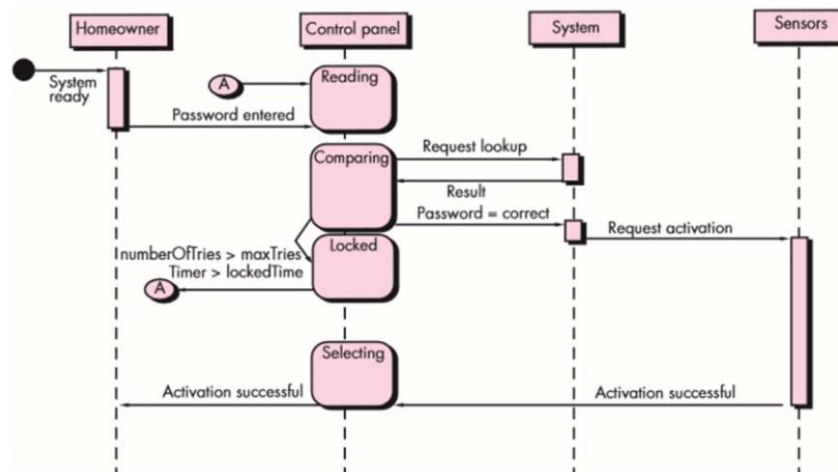 Homeowner
Control panel
System
Sensors
System
ready
A
Reading
Password entered
Comparing
Request lookup
Result
Password = correct
Request activation
numberOfTries > maxTries
Locked
Timer > lockedTime
A
Selecting
Activation successful
Activation successful